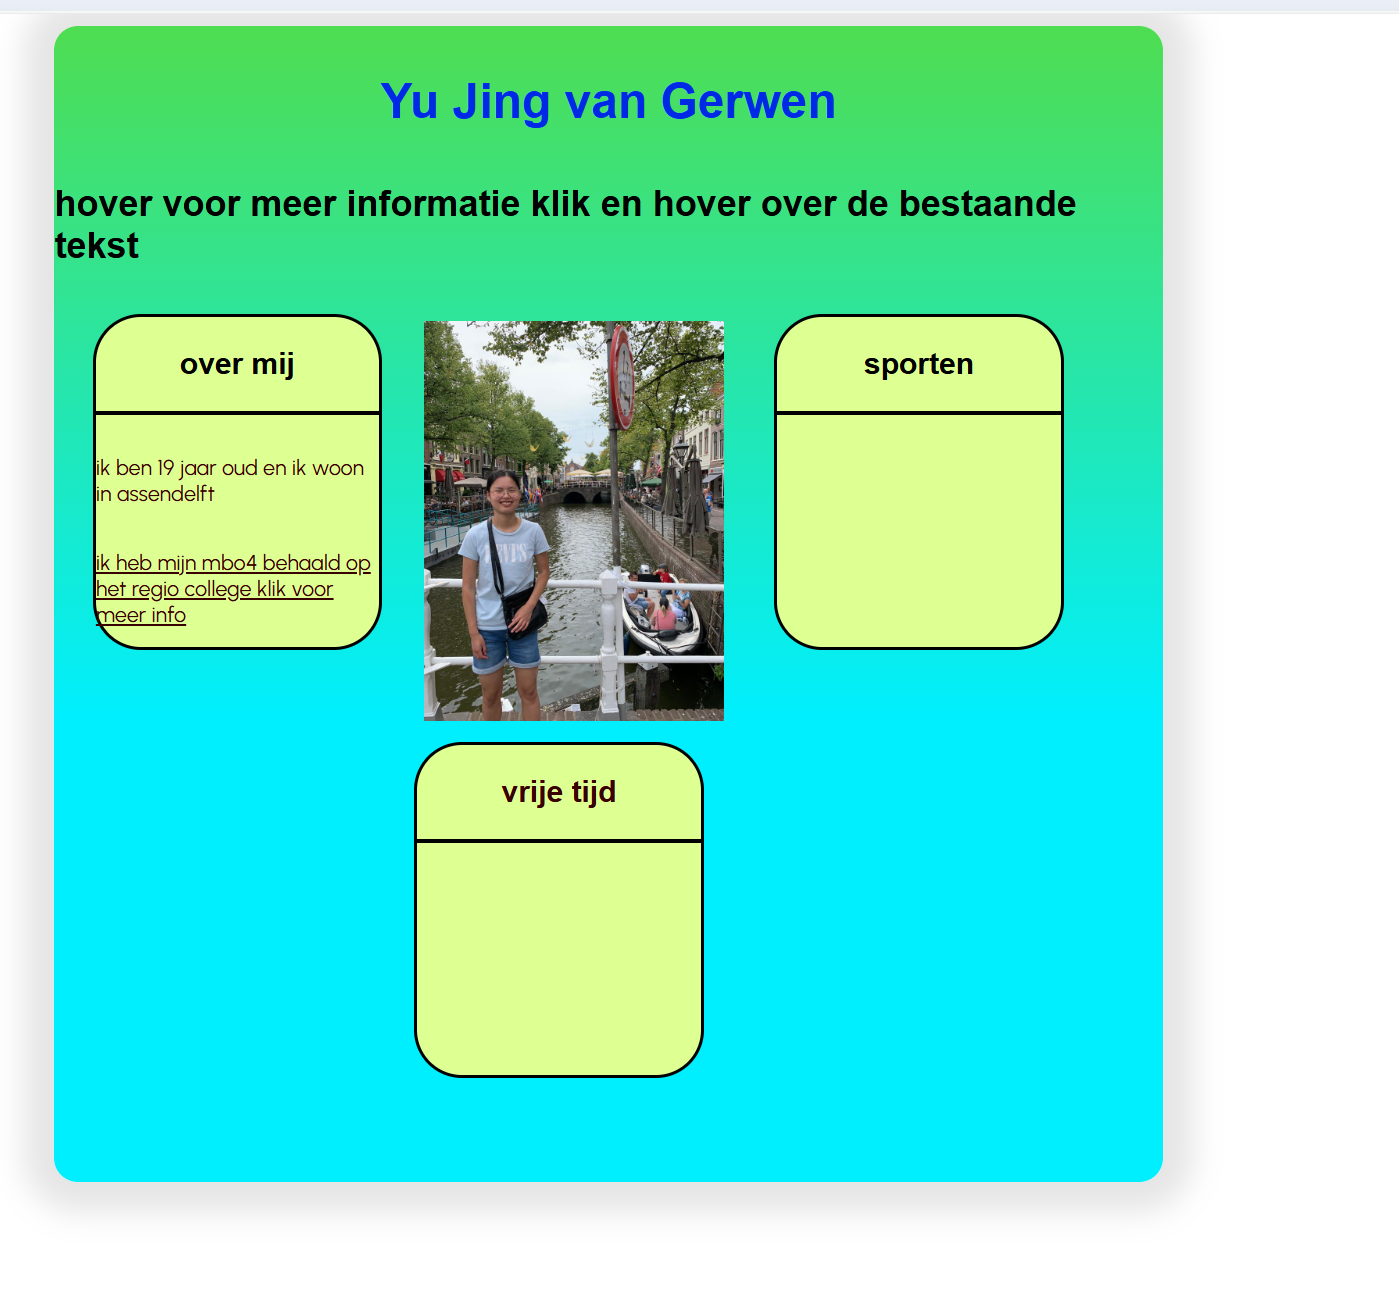 Yu Jing van Gerwen
hover voor meer informatie klik en hover over de bestaande
tekst
over mij
ik ben 19 jaar oud en ik woon
in assendelft
ik heb mijn mbo4 behaald op
het regio college klik voor
meer info
sporten
vrije tijd